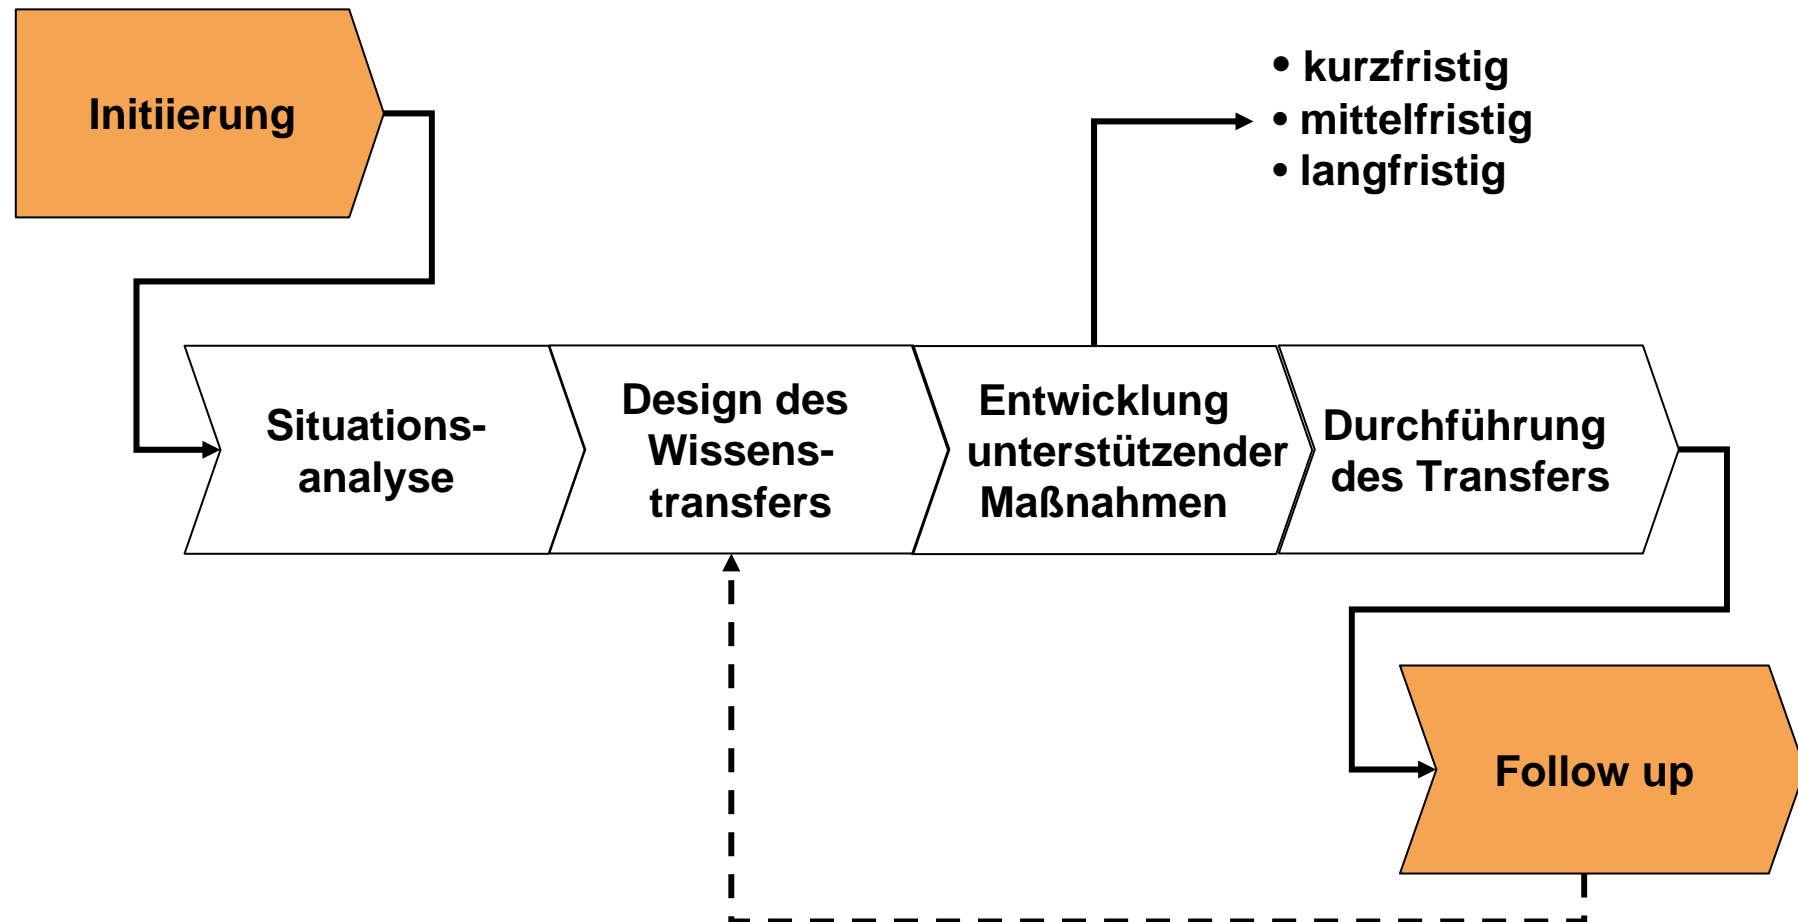 Initiierung
• kurzfristig
• mittelfristig
• langfristig
Situations-
analyse
Design des
Wissens-
transfers
Entwicklung
unterstützender
Maßnahmen
Durchführung
des Transfers
Follow up